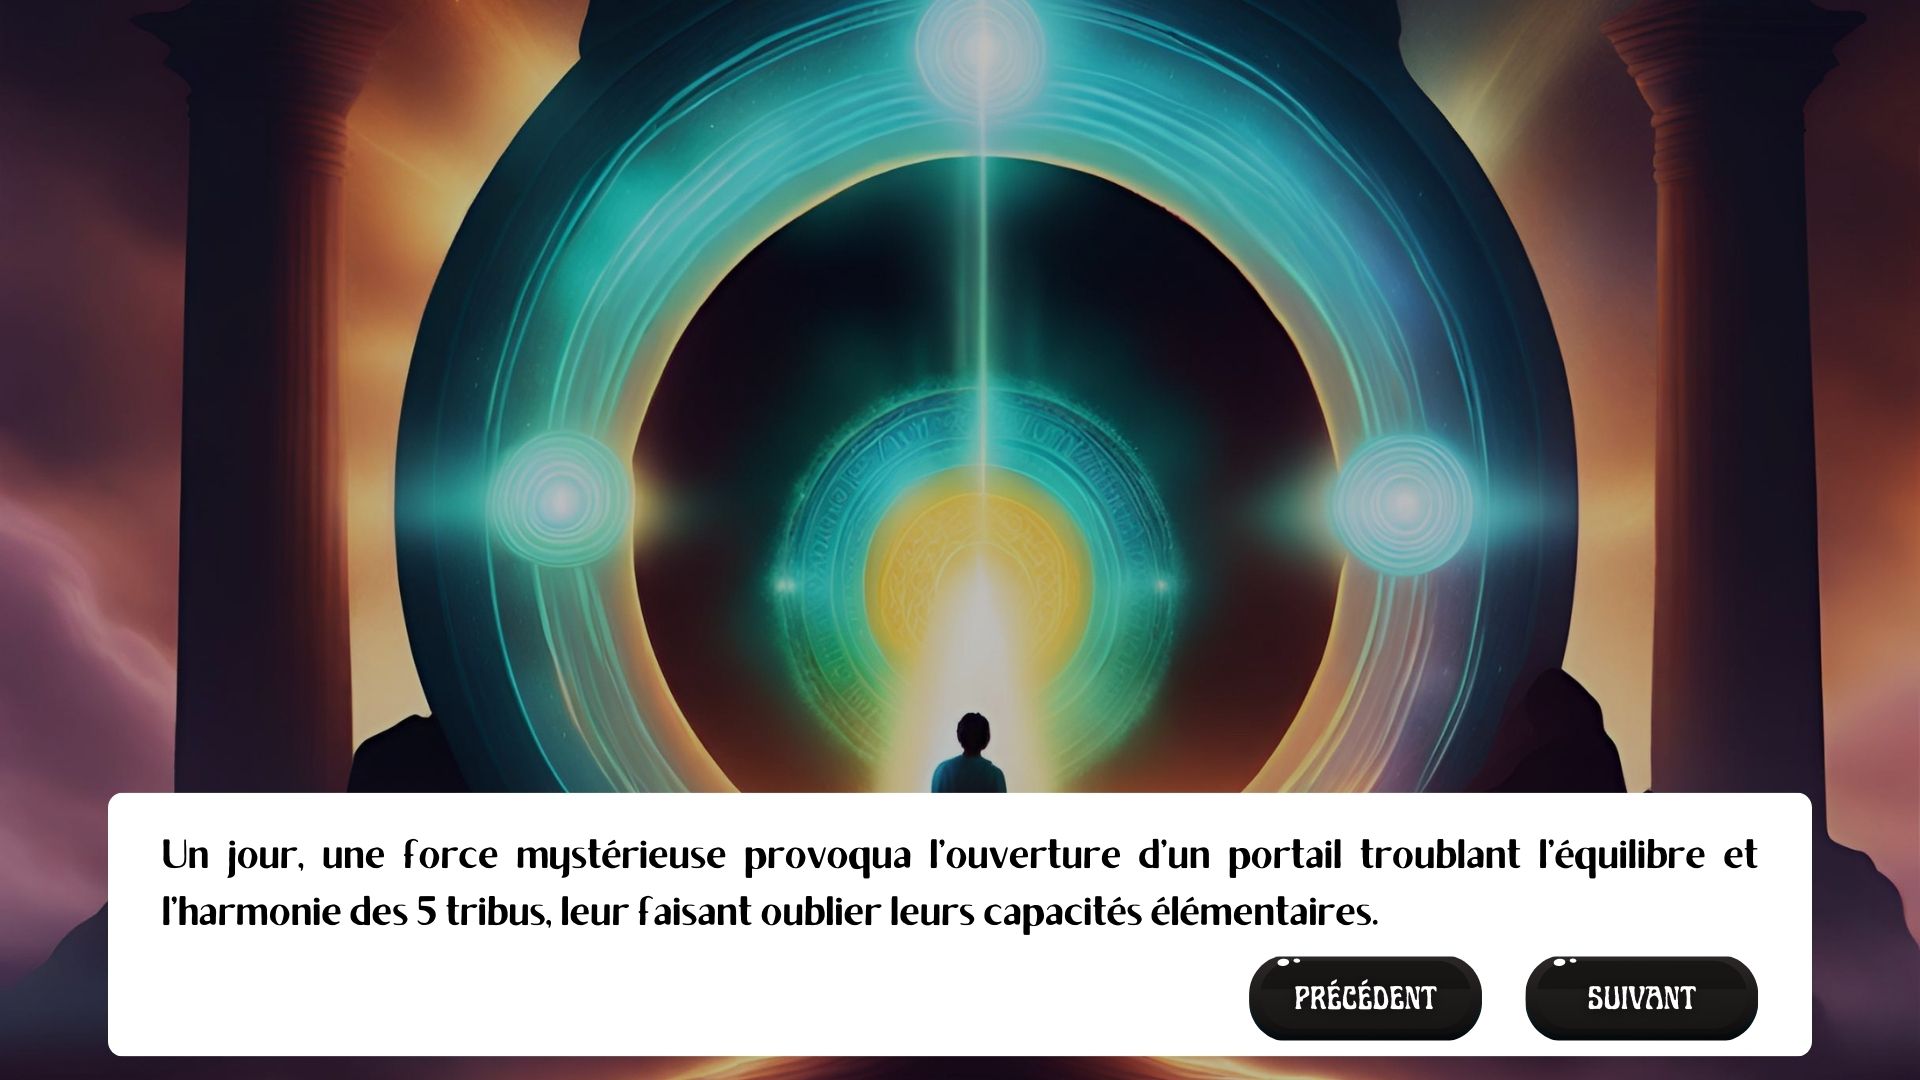 Un jour, une force mystérieuse provoqua l'ouverture d'un portail troublant l'équilibre et
l'harmonie des 5 tribus, leur faisant oublier leurs capacités élémentaires.
PRÉCÉDENT
SUIVANT